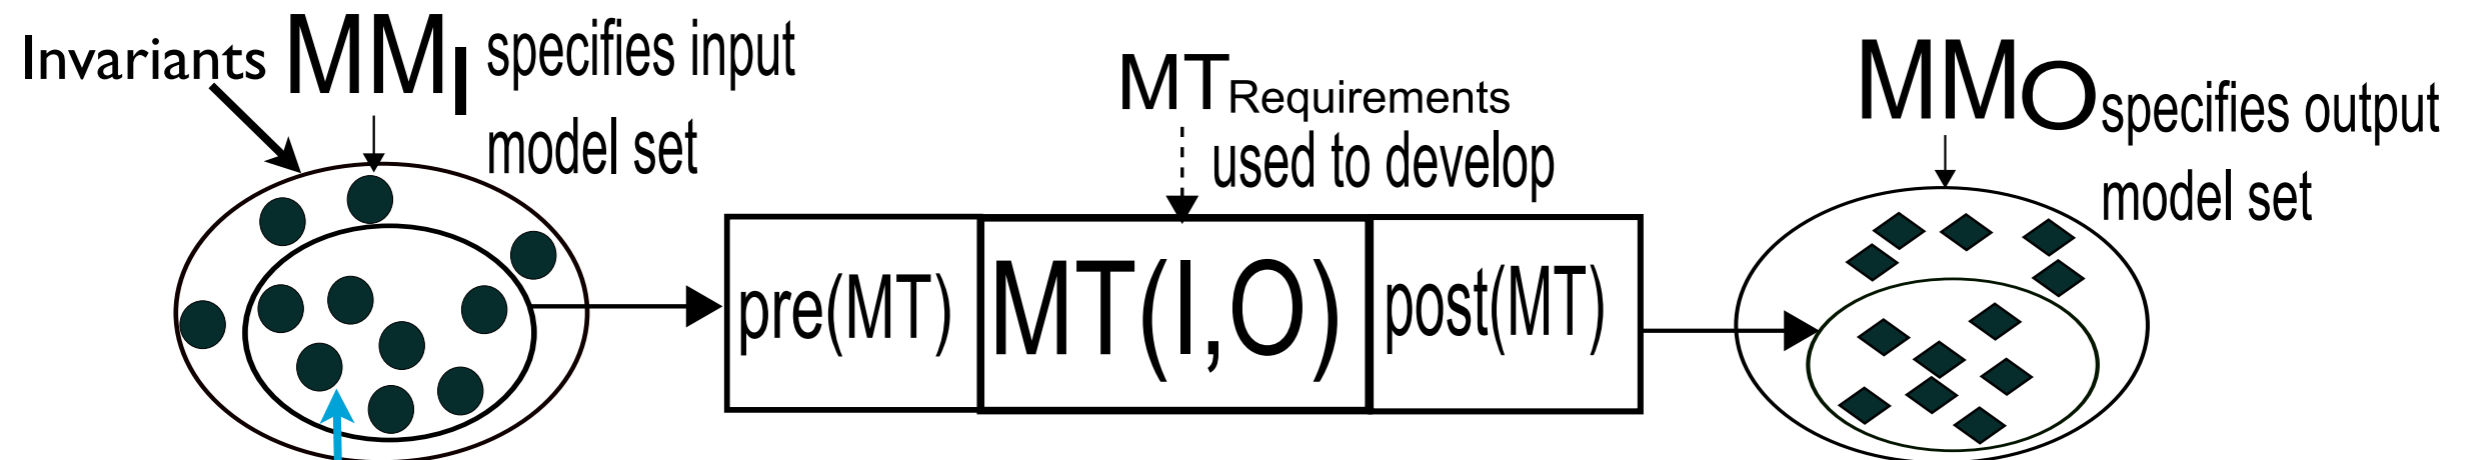 Invariants MMI specifies input
model set
MTRequirements
used to develop
MMO specifies output
model set
pre(MT) MT(I,O) post(MT)